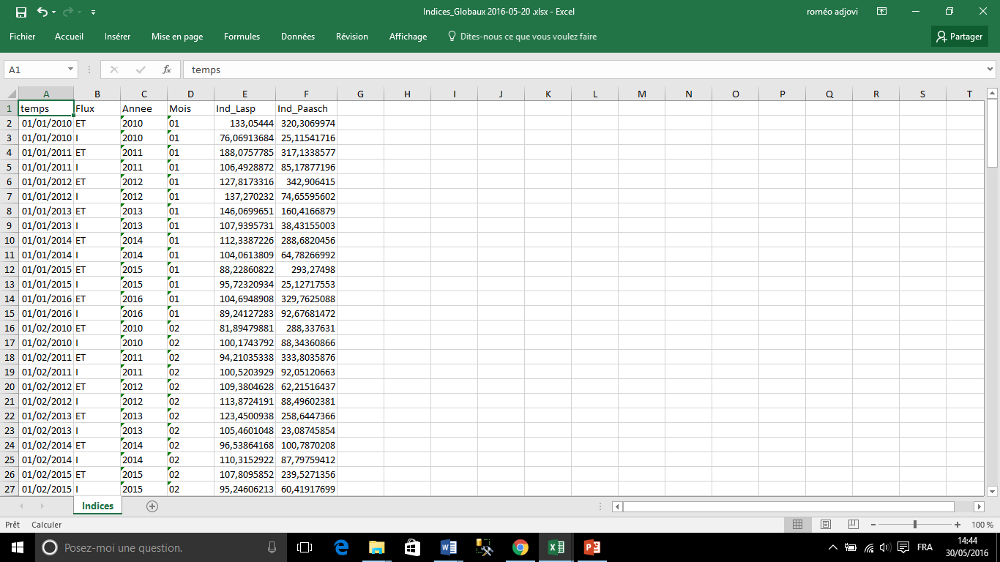 Indices_Globaux 2016-05-20 .xlsx - Excel
roméo adjovi
Fichier Accueil Insérer Mise en page Formules Données Révision Affichage Dites-nous ce que vous voulez faire Partager
A1 fx temps
A B C D E F G H I J K L M N O P Q R S T
1 temps Flux Annee Mois Ind_Lasp Ind_Paasch
2 01/01/2010 ET 2010 01 133,05444 320,3069974
3 01/01/2010 I 2010 01 76,06913684 25,11541716
4 01/01/2011 ET 2011 01 188,0757785 317,1338577
5 01/01/2011 I 2011 01 106,4928872 85,17877196
6 01/01/2012 ET 2012 01 127,8173316 342,906415
7 01/01/2012 I 2012 01 137,270232 74,65595602
8 01/01/2013 ET 2013 01 146,0699651 160,4166879
9 01/01/2013 I 2013 01 107,9395731 38,43155003
10 01/01/2014 ET 2014 01 112,3387226 288,6820456
11 01/01/2014 I 2014 01 104,0613809 64,78266992
12 01/01/2015 ET 2015 01 88,22860822 293,27498
13 01/01/2015 I 2015 01 95,72320934 25,12717553
14 01/01/2016 ET 2016 01 104,6948908 329,7625088
15 01/01/2016 I 2016 01 89,24127283 92,67681472
16 01/02/2010 ET 2010 02 81,89479881 288,337631
17 01/02/2010 I 2010 02 100,1743792 88,34360866
18 01/02/2011 ET 2011 02 94,21035338 333,8035876
19 01/02/2011 I 2011 02 100,5203929 92,05120663
20 01/02/2012 ET 2012 02 109,3804628 62,21516437
21 01/02/2012 I 2012 02 113,8724191 88,49602381
22 01/02/2013 ET 2013 02 123,4500938 258,6447366
23 01/02/2013 I 2013 02 105,4601048 23,08745854
24 01/02/2014 ET 2014 02 96,53864168 100,7870208
25 01/02/2014 I 2014 02 110,3152922 87,79759412
26 01/02/2015 ET 2015 02 107,8095852 239,5271356
27 01/02/2015 I 2015 02 95,24606213 60,41917699
Indices
Prêt Calculer 100 %
Posez-moi une question. FRA 14:44
30/05/2016